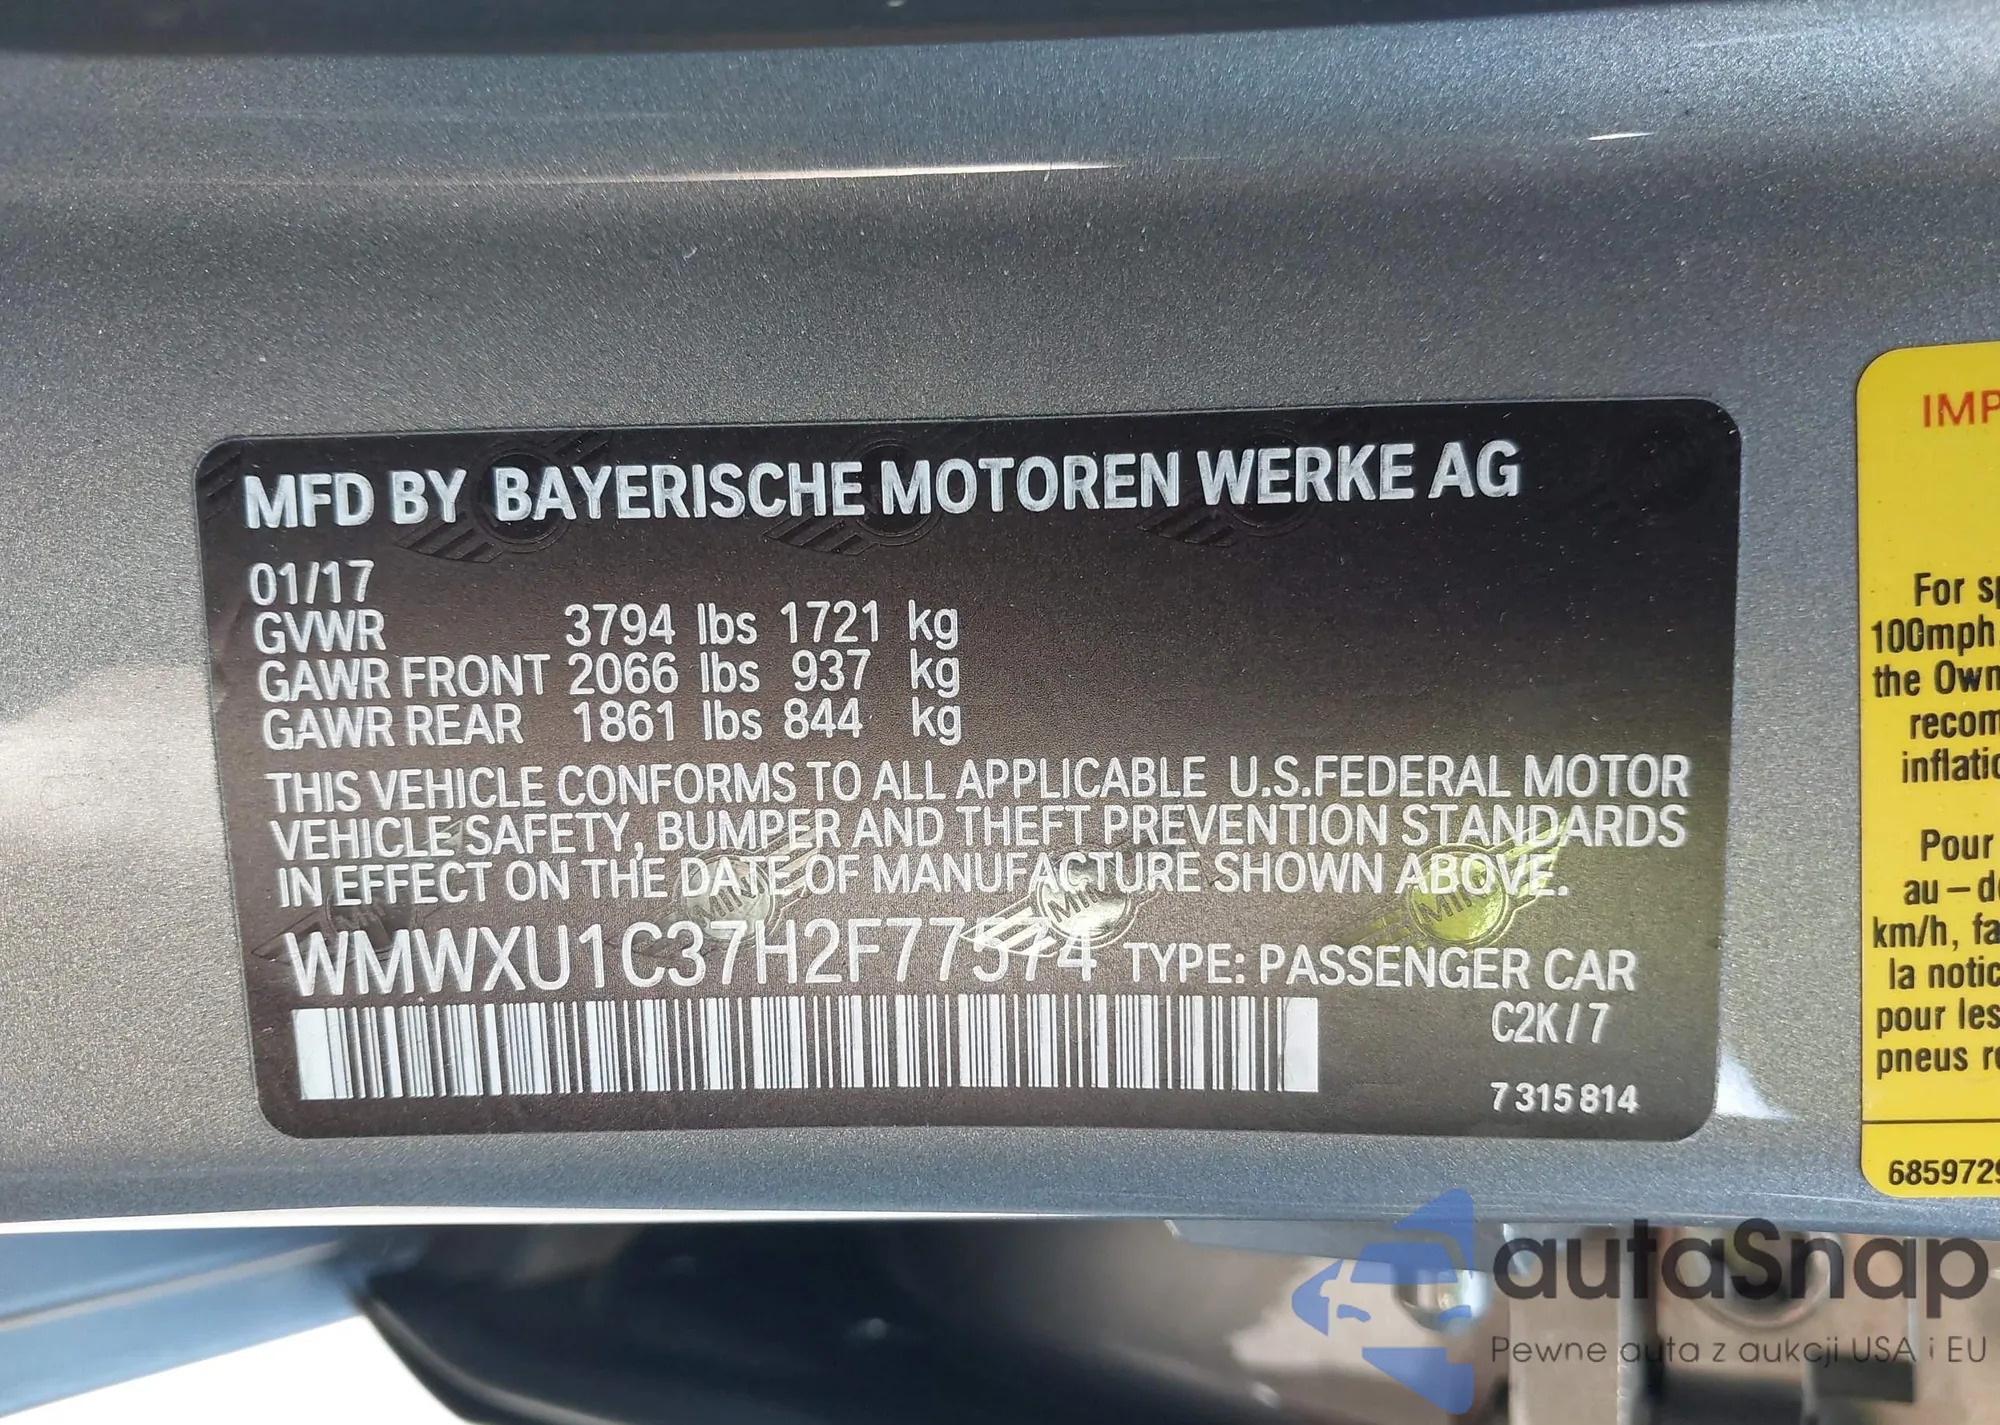 MFD BY BAYERISCHE MOTOREN WERKE AG
01/17
GVWR 3794 lbs 1721 kg
GAWR FRONT 2066 lbs 937 kg
GAWR REAR 1861 lbs 844 kg
THIS VEHICLE CONFORMS TO ALL APPLICABLE U.S.FEDERAL MOTOR
VEHICLE SAFETY, BUMPER AND THEFT PREVENTION STANDARDS
IN EFFECT ON THE DATE OF MANUFACTURE SHOWN ABOVE.
WMWXU1C37H2F77574 TYPE: PASSENGER CAR
C2K/7
7 315 814
IMP
For sp
100mph
the Own
recom
inflatio
Pour
au-de
km/h, fa
la notic
pour les
pneus re
6859729
autaSnap
Pewne auta z aukcji USA i EU